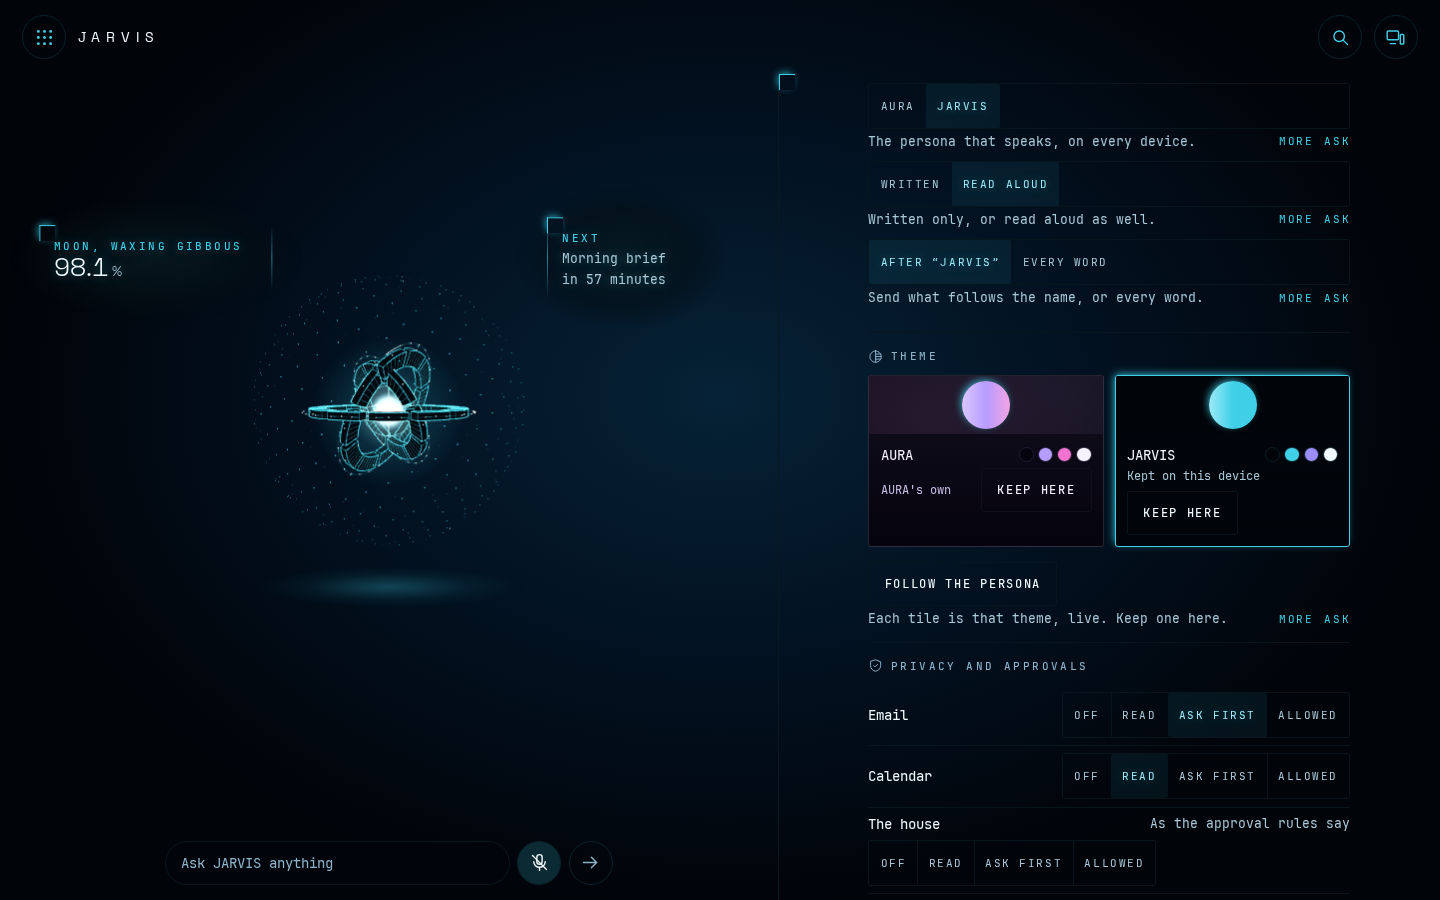 JARVIS
AURA JARVIS
The persona that speaks, on every device. MORE ASK
WRITTEN READ ALOUD
Written only, or read aloud as well. MORE ASK
AFTER “JARVIS” EVERY WORD
Send what follows the name, or every word. MORE ASK
MOON, WAXING GIBBOUS
98.1 %
NEXT
Morning brief
in 57 minutes
THEME
AURA
AURA's own KEEP HERE
JARVIS
Kept on this device
KEEP HERE
FOLLOW THE PERSONA
Each tile is that theme, live. Keep one here. MORE ASK
PRIVACY AND APPROVALS
Email OFF READ ASK FIRST ALLOWED
Calendar OFF READ ASK FIRST ALLOWED
The house As the approval rules say
OFF READ ASK FIRST ALLOWED
Ask JARVIS anything